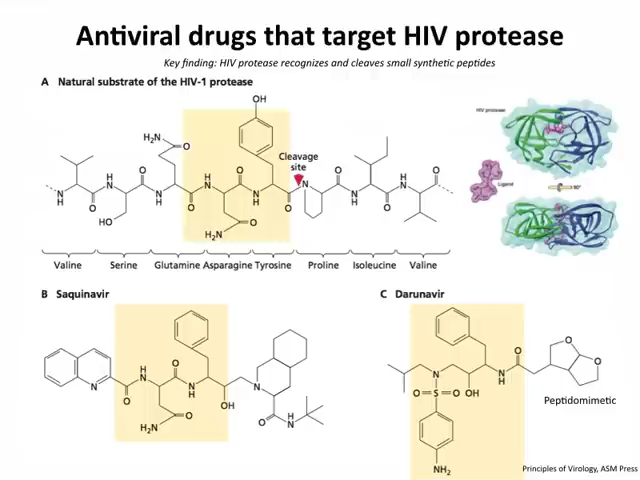 Antiviral drugs that target HIV protease
Key finding: HIV protease recognizes and cleaves small synthetic peptides
A Natural substrate of the HIV-1 protease
OH
H₂N
O
Cleavage
site
H
N
O
H
N
O
N
O
H
N
O
N
H
O
HO
N
H
O
H₂N
O
N
H
O
N
H
O
Valine
Serine
Glutamine
Asparagine
Tyrosine
Proline
Isoleucine
Valine
HIV protease
Ligand
90°
B Saquinavir
N
O
H
N
O
N
H
OH
N
H₂N
O
O
N
H
C Darunavir
O
O
O
N
N
H
OH
O
S
O
NH₂
Peptidomimetic
Principles of Virology, ASM Press